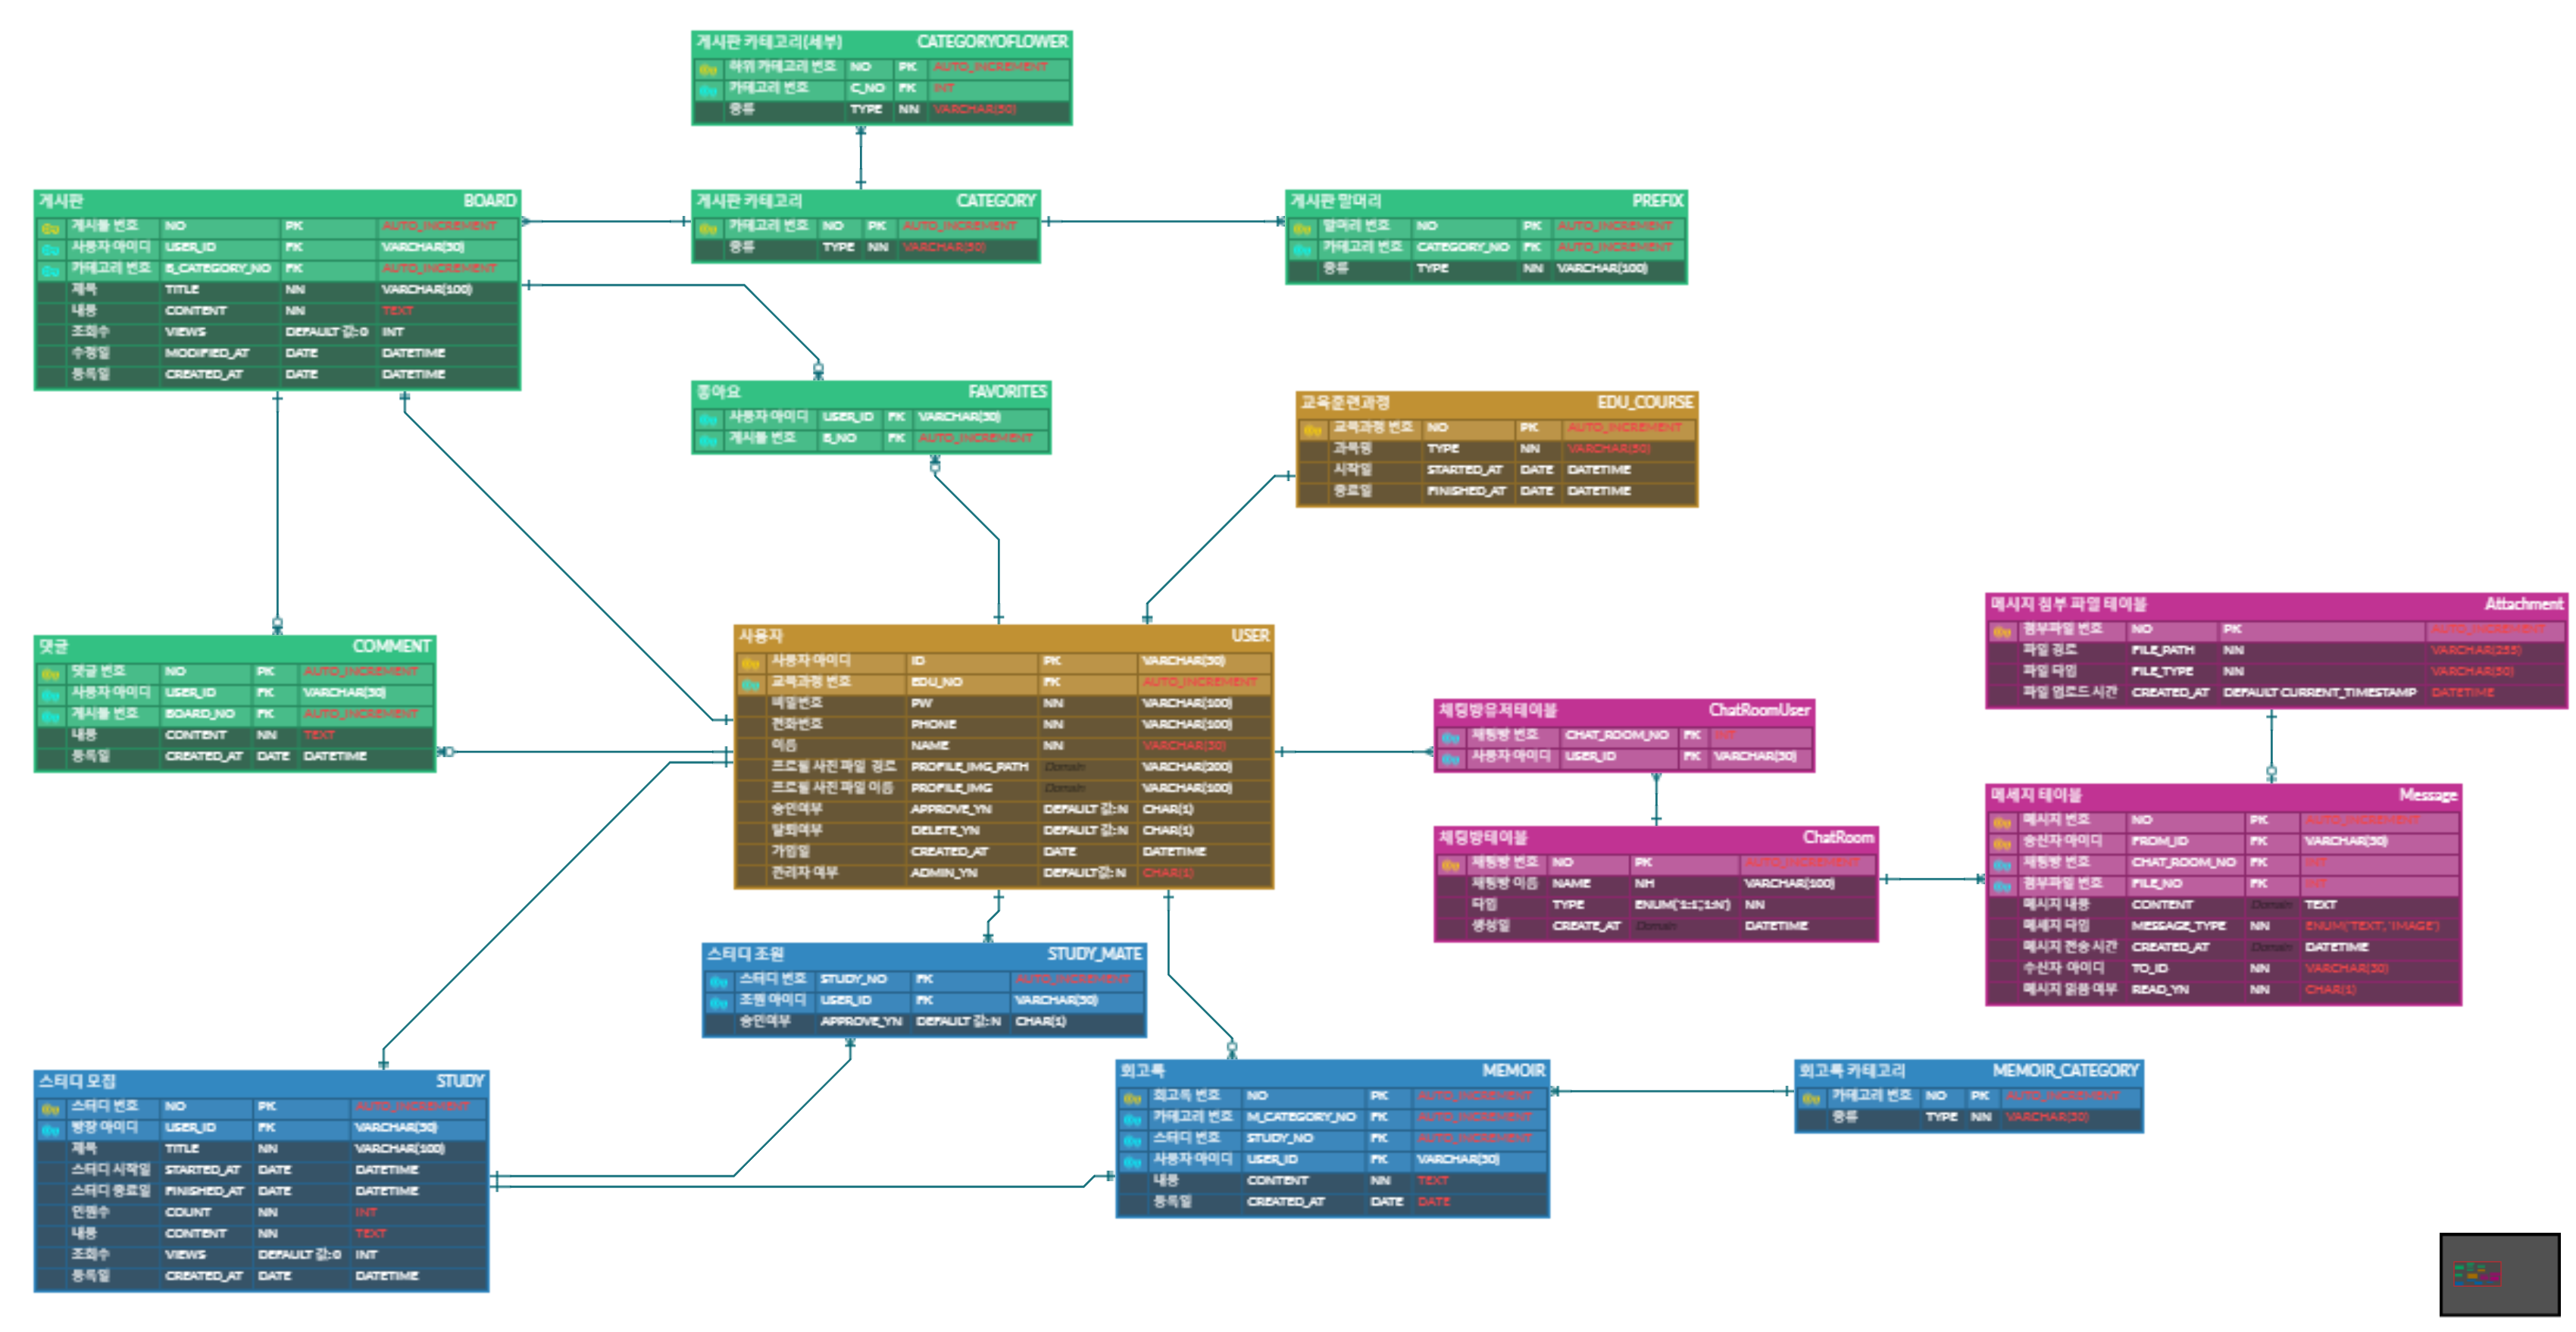 게시판 카테고리(세부) CATEGORYOFLOWER
하위 카테고리 번호 NO PK AUTO_INCREMENT
카테고리 번호 C_NO FK INT
종류 TYPE NN VARCHAR(50)
게시판 BOARD
게시물 번호 NO PK AUTO_INCREMENT
사용자 아이디 USER_ID FK VARCHAR(30)
카테고리 번호 B_CATEGORY_NO FK AUTO_INCREMENT
제목 TITLE NN VARCHAR(100)
내용 CONTENT NN TEXT
조회수 VIEWS DEFAULT 값: 0 INT
수정일 MODIFIED_AT DATE DATETIME
등록일 CREATED_AT DATE DATETIME
게시판 카테고리 CATEGORY
카테고리 번호 NO PK AUTO_INCREMENT
종류 TYPE NN VARCHAR(50)
게시판 말머리 PREFIX
말머리 번호 NO PK AUTO_INCREMENT
카테고리 번호 CATEGORY_NO FK AUTO_INCREMENT
종류 TYPE NN VARCHAR(100)
좋아요 FAVORITES
사용자 아이디 USER_ID FK VARCHAR(30)
게시물 번호 B_NO FK AUTO_INCREMENT
교육훈련과정 EDU_COURSE
교육과정 번호 NO PK AUTO_INCREMENT
과목명 TYPE NN VARCHAR(50)
시작일 STARTED_AT DATE DATETIME
종료일 FINISHED_AT DATE DATETIME
댓글 COMMENT
댓글 번호 NO PK AUTO_INCREMENT
사용자 아이디 USER_ID FK VARCHAR(30)
게시물 번호 BOARD_NO FK AUTO_INCREMENT
내용 CONTENT NN TEXT
등록일 CREATED_AT DATE DATETIME
사용자 USER
사용자 아이디 ID PK VARCHAR(30)
교육과정 번호 EDU_NO FK AUTO_INCREMENT
비밀번호 PW NN VARCHAR(100)
전화번호 PHONE NN VARCHAR(100)
이름 NAME NN VARCHAR(30)
프로필 사진 파일 경로 PROFILE_IMG_PATH Domain VARCHAR(200)
프로필 사진 파일 이름 PROFILE_IMG Domain VARCHAR(100)
승인여부 APPROVE_YN DEFAULT 값: N CHAR(1)
탈퇴여부 DELETE_YN DEFAULT 값: N CHAR(1)
가입일 CREATED_AT DATE DATETIME
관리자 여부 ADMIN_YN DEFAULT값: N CHAR(1)
메시지 첨부 파일 테이블 Attachment
첨부파일 번호 NO PK AUTO_INCREMENT
파일 경로 FILE_PATH NN VARCHAR(255)
파일 타입 FILE_TYPE NN VARCHAR(50)
파일 업로드 시간 CREATED_AT DEFAULT CURRENT_TIMESTAMP DATETIME
채팅방유저테이블 ChatRoomUser
채팅방 번호 CHAT_ROOM_NO FK INT
사용자 아이디 USER_ID FK VARCHAR(30)
채팅방테이블 ChatRoom
채팅방 번호 NO PK AUTO_INCREMENT
채팅방 이름 NAME NH VARCHAR(100)
타입 TYPE ENUM('1:1','1:N') NN
생성일 CREATE_AT Domain DATETIME
메세지 테이블 Message
메시지 번호 NO PK AUTO_INCREMENT
송신자 아이디 FROM_ID FK VARCHAR(30)
채팅방 번호 CHAT_ROOM_NO FK INT
첨부파일 번호 FILE_NO FK INT
메시지 내용 CONTENT Domain TEXT
메세지 타입 MESSAGE_TYPE NN ENUM('TEXT', 'IMAGE')
메시지 전송 시간 CREATED_AT Domain DATETIME
수신자 아이디 TO_ID NN VARCHAR(30)
메시지 읽음 여부 READ_YN NN CHAR(1)
스터디 조원 STUDY_MATE
스터디 번호 STUDY_NO FK AUTO_INCREMENT
조원 아이디 USER_ID FK VARCHAR(30)
승인여부 APPROVE_YN DEFAULT 값: N CHAR(1)
스터디 모집 STUDY
스터디 번호 NO PK AUTO_INCREMENT
방장 아이디 USER_ID FK VARCHAR(30)
제목 TITLE NN VARCHAR(100)
스터디 시작일 STARTED_AT DATE DATETIME
스터디 종료일 FINISHED_AT DATE DATETIME
인원수 COUNT NN INT
내용 CONTENT NN TEXT
조회수 VIEWS DEFAULT 값: 0 INT
등록일 CREATED_AT DATE DATETIME
회고록 MEMOIR
회고록 번호 NO PK AUTO_INCREMENT
카테고리 번호 M_CATEGORY_NO FK AUTO_INCREMENT
스터디 번호 STUDY_NO FK AUTO_INCREMENT
사용자 아이디 USER_ID FK VARCHAR(30)
내용 CONTENT NN TEXT
등록일 CREATED_AT DATE DATE
회고록 카테고리 MEMOIR_CATEGORY
카테고리 번호 NO PK AUTO_INCREMENT
종류 TYPE NN VARCHAR(30)